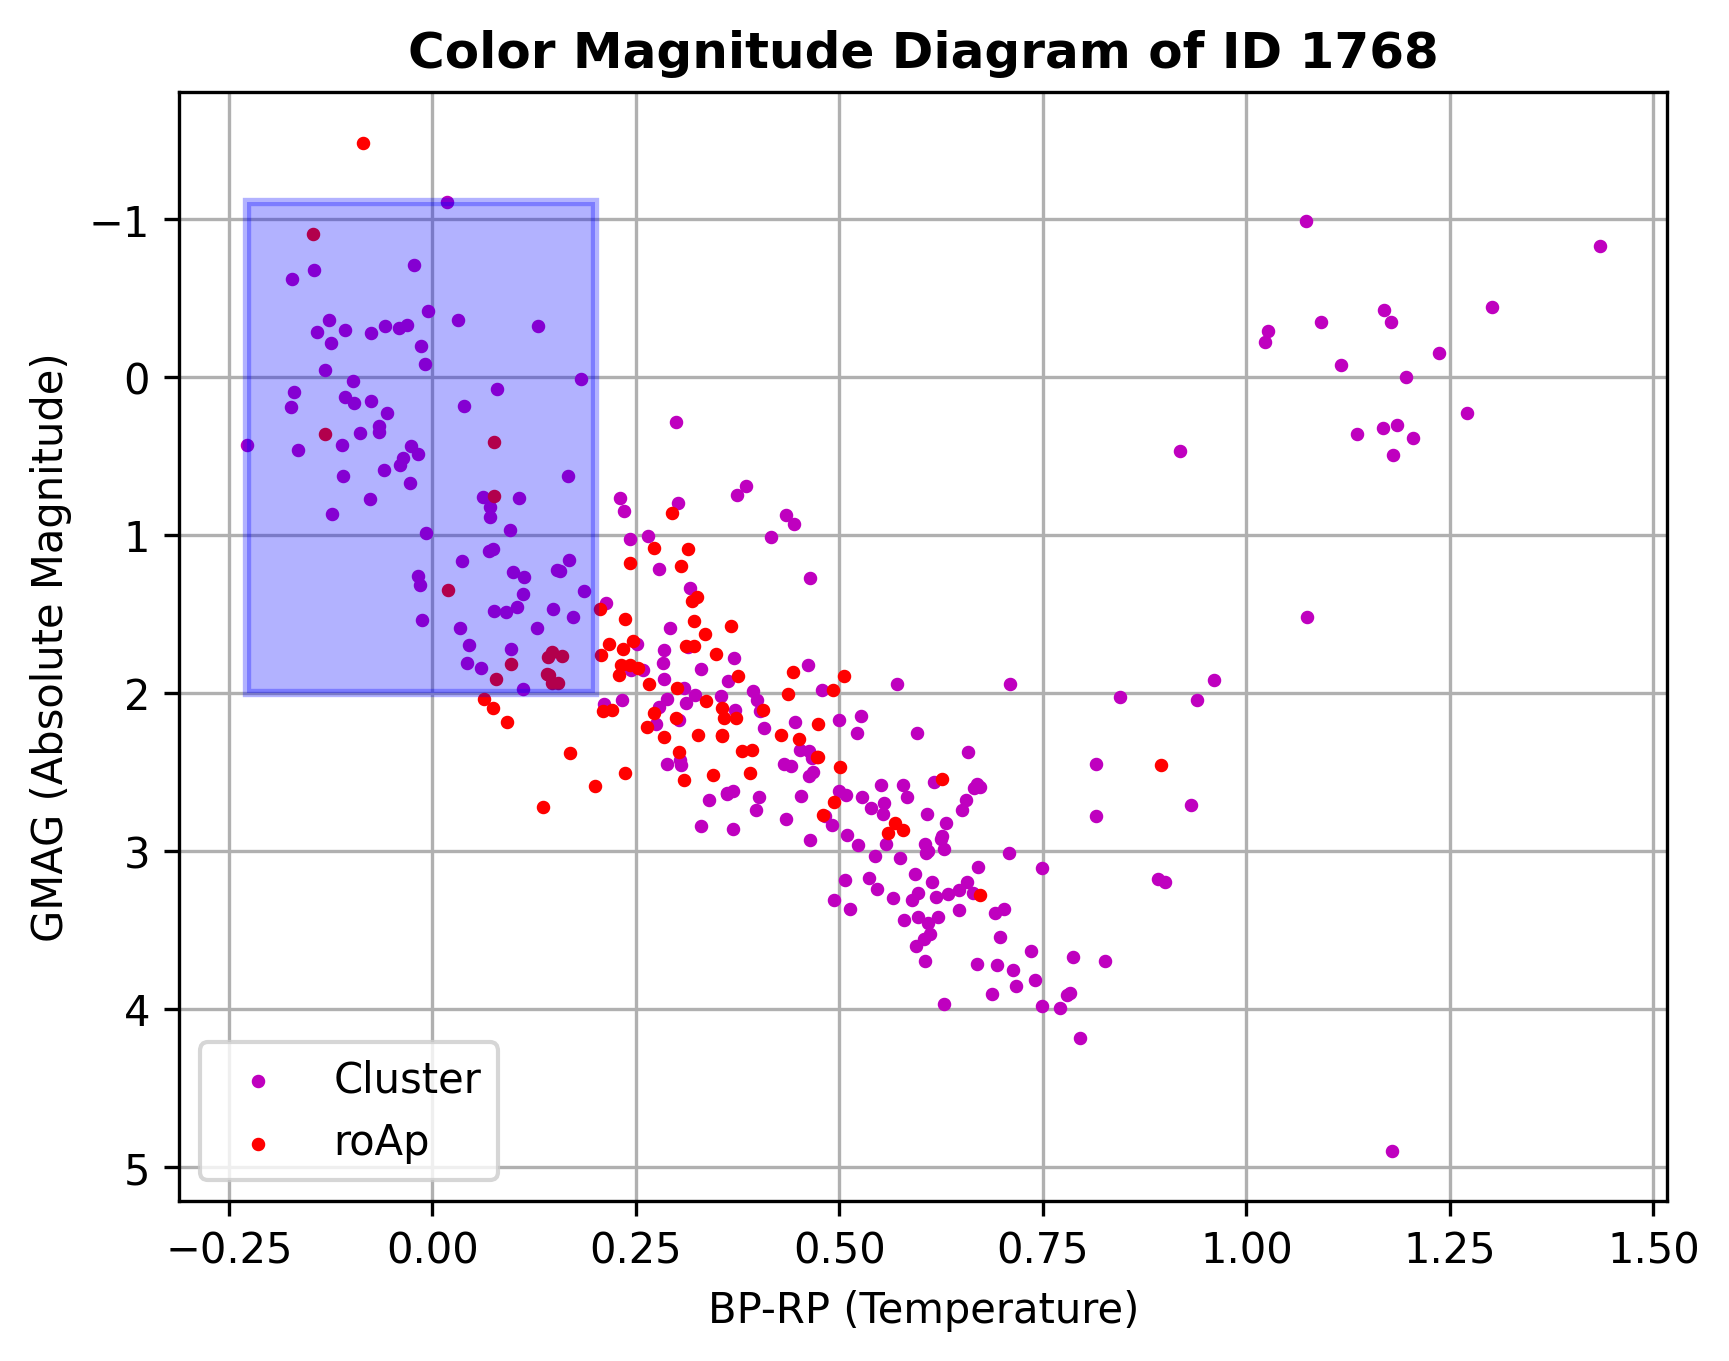 Color Magnitude Diagram of ID 1768
GMAG (Absolute Magnitude)
−1
0
1
2
3
4
5
Cluster
roAp
−0.25 0.00 0.25 0.50 0.75 1.00 1.25 1.50
BP-RP (Temperature)